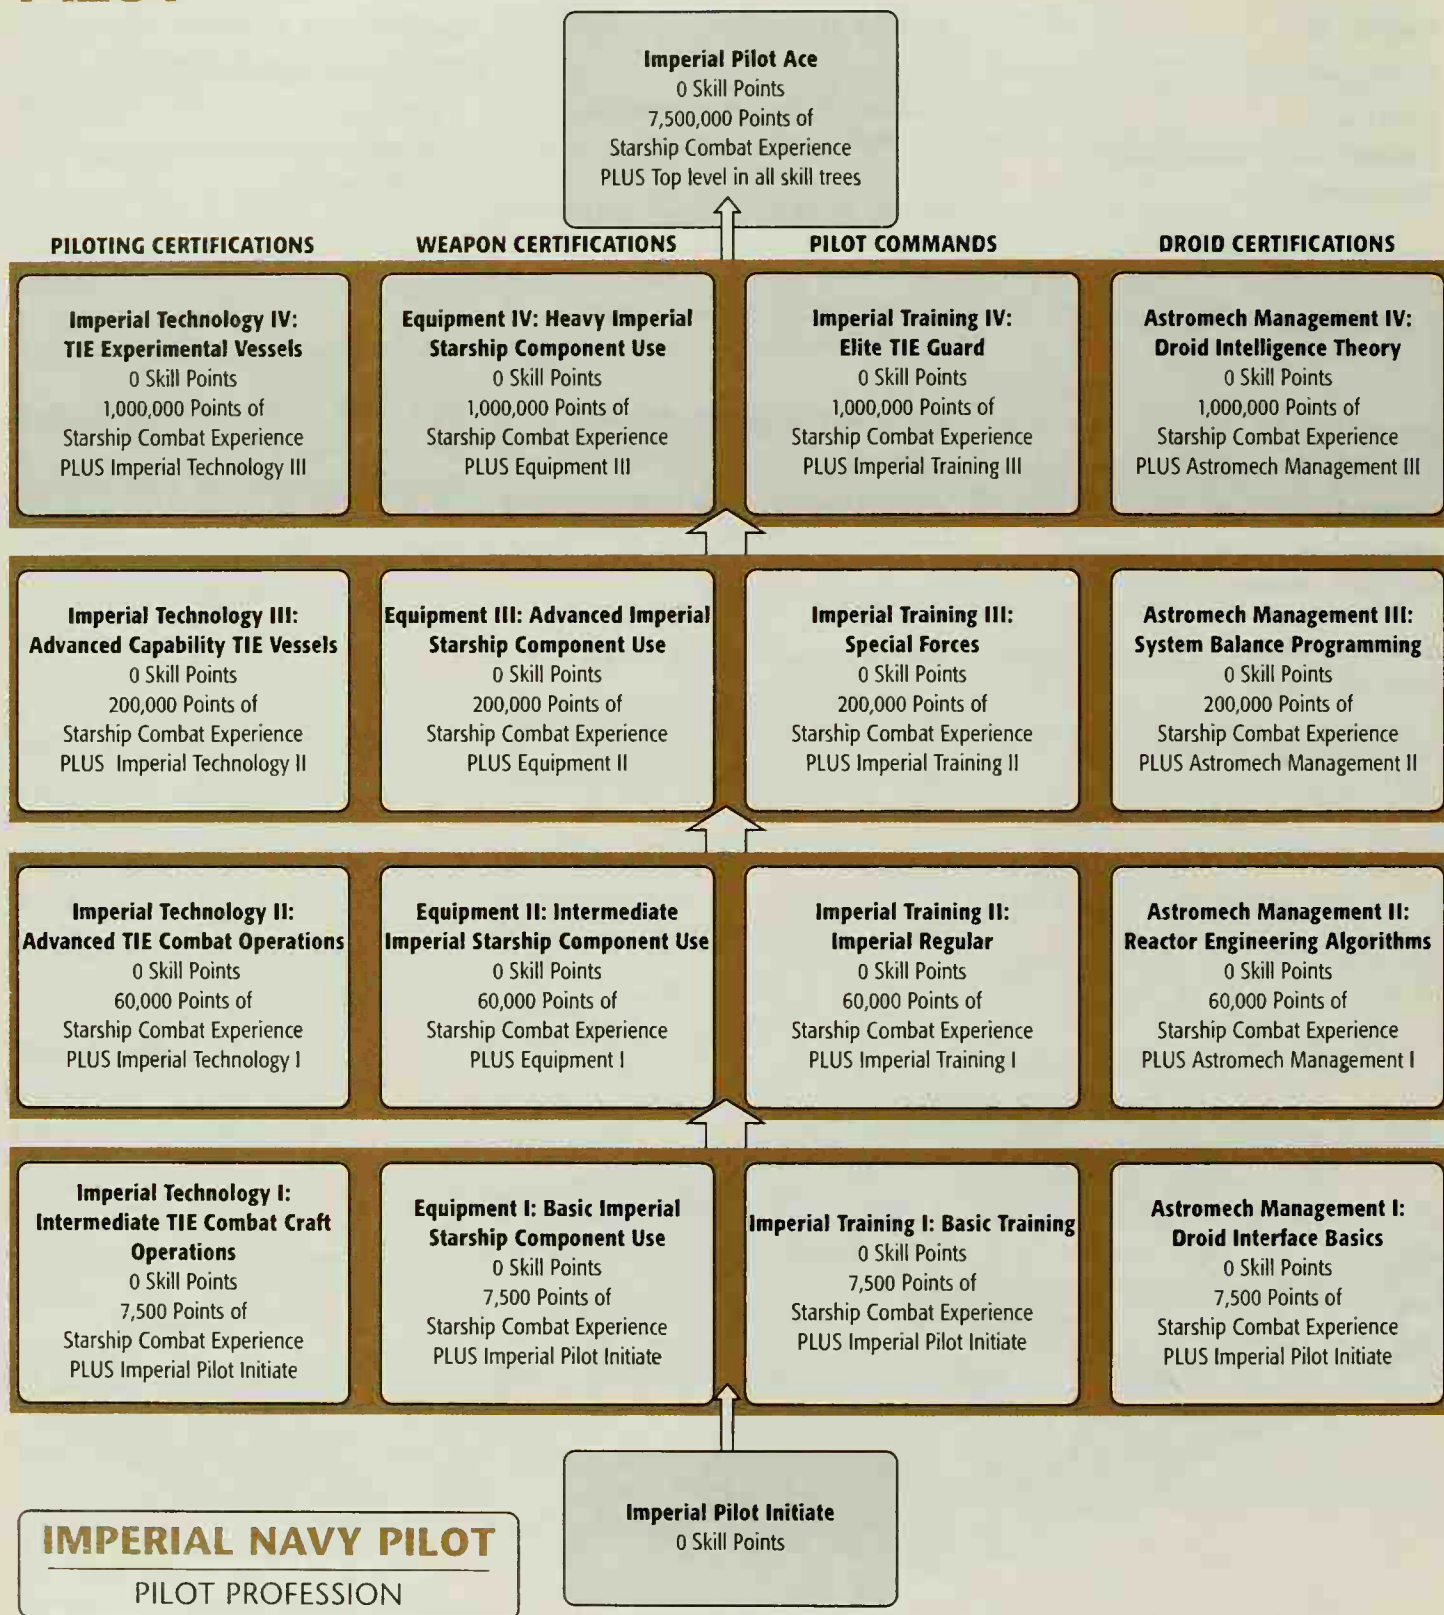 Imperial Pilot Ace
0 Skill Points
7,500,000 Points of
Starship Combat Experience
PLUS Top level in all skill trees
PILOTING CERTIFICATIONS
WEAPON CERTIFICATIONS
PILOT COMMANDS
DROID CERTIFICATIONS
Imperial Technology IV:
TIE Experimental Vessels
0 Skill Points
1,000,000 Points of
Starship Combat Experience
PLUS Imperial Technology III
Equipment IV: Heavy Imperial
Starship Component Use
0 Skill Points
1,000,000 Points of
Starship Combat Experience
PLUS Equipment III
Imperial Training IV:
Elite TIE Guard
0 Skill Points
1,000,000 Points of
Starship Combat Experience
PLUS Imperial Training III
Astromech Management IV:
Droid Intelligence Theory
0 Skill Points
1,000,000 Points of
Starship Combat Experience
PLUS Astromech Management III
Imperial Technology III:
Advanced Capability TIE Vessels
0 Skill Points
200,000 Points of
Starship Combat Experience
PLUS Imperial Technology II
Equipment III: Advanced Imperial
Starship Component Use
0 Skill Points
200,000 Points of
Starship Combat Experience
PLUS Equipment II
Imperial Training III:
Special Forces
0 Skill Points
200,000 Points of
Starship Combat Experience
PLUS Imperial Training II
Astromech Management III:
System Balance Programming
0 Skill Points
200,000 Points of
Starship Combat Experience
PLUS Astromech Management II
Imperial Technology II:
Advanced TIE Combat Operations
0 Skill Points
60,000 Points of
Starship Combat Experience
PLUS Imperial Technology I
Equipment II: Intermediate
Imperial Starship Component Use
0 Skill Points
60,000 Points of
Starship Combat Experience
PLUS Equipment I
Imperial Training II:
Imperial Regular
0 Skill Points
60,000 Points of
Starship Combat Experience
PLUS Imperial Training I
Astromech Management II:
Reactor Engineering Algorithms
0 Skill Points
60,000 Points of
Starship Combat Experience
PLUS Astromech Management I
Imperial Technology I:
Intermediate TIE Combat Craft
Operations
0 Skill Points
7,500 Points of
Starship Combat Experience
PLUS Imperial Pilot Initiate
Equipment I: Basic Imperial
Starship Component Use
0 Skill Points
7,500 Points of
Starship Combat Experience
PLUS Imperial Pilot Initiate
Imperial Training I: Basic Training
0 Skill Points
7,500 Points of
Starship Combat Experience
PLUS Imperial Pilot Initiate
Astromech Management I:
Droid Interface Basics
0 Skill Points
7,500 Points of
Starship Combat Experience
PLUS Imperial Pilot Initiate
Imperial Pilot Initiate
0 Skill Points
IMPERIAL NAVY PILOT
PILOT PROFESSION